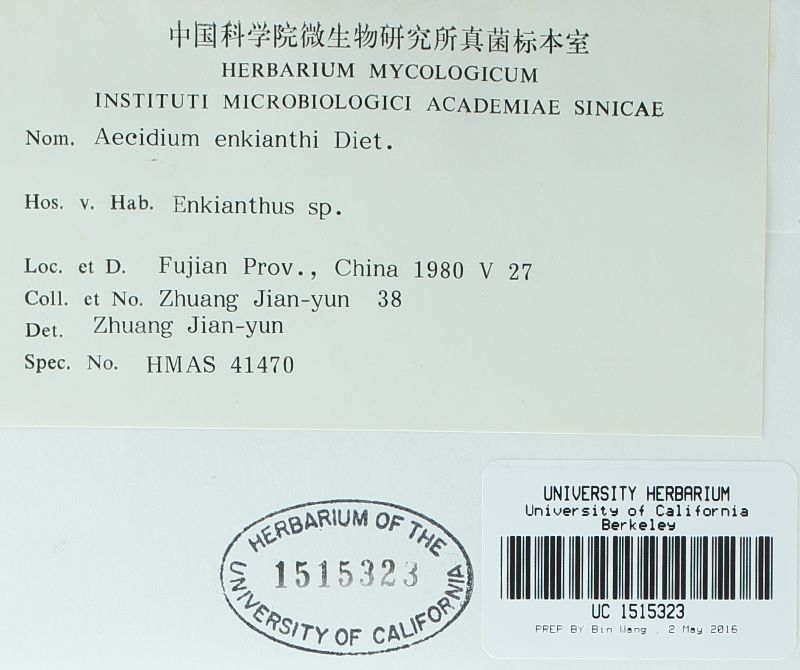 中国科学院微生物研究所真菌标本室
HERBARIUM MYCOLOGICUM
INSTITUTI MICROBIOLOGICI ACADEMIAE SINICAE
Nom. Aecidium enkianthi Diet.
Hos. v. Hab. Enkianthus sp.
Loc. et D. Fujian Prov., China 1980 V 27
Coll. et No. Zhuang Jian-yun 38
Det. Zhuang Jian-yun
Spec. No. HMAS 41470
HERBARIUM OF THE
1515323
UNIVERSITY OF CALIFORNIA
UNIVERSITY HERBARIUM
University of California
Berkeley
UC 1515323
PREP BY Bin Wang , 2 May 2016